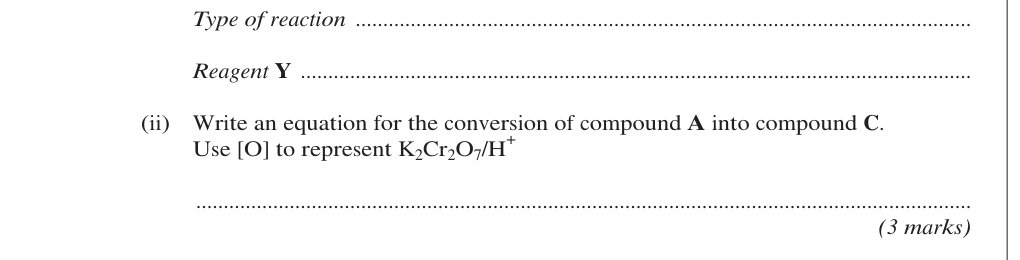 Type of reaction ........................................................................................................
Reagent Y ........................................................................................................
(ii) Write an equation for the conversion of compound A into compound C.
Use [O] to represent K₂Cr₂O₇/H⁺
........................................................................................................
(3 marks)